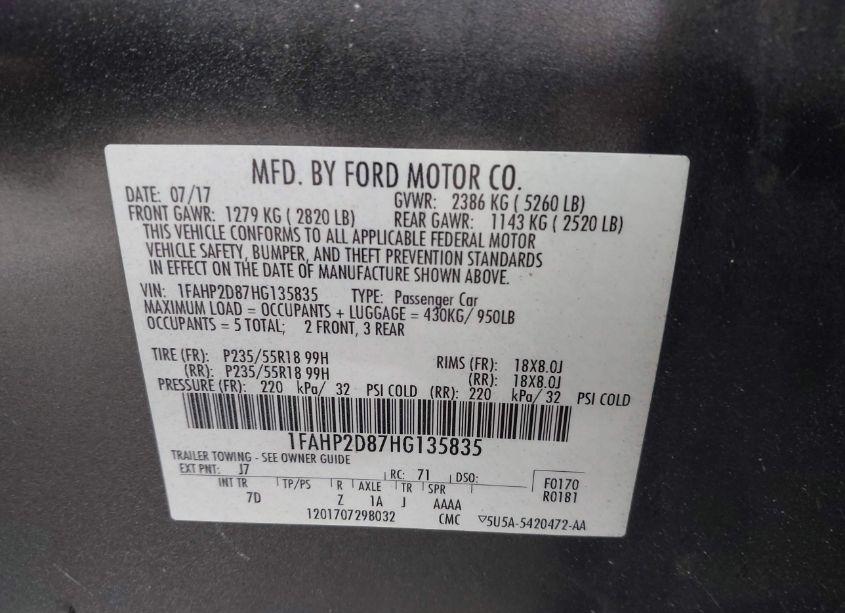 MFD. BY FORD MOTOR CO.
DATE: 07/17 GVWR: 2386 KG ( 5260 LB)
FRONT GAWR: 1279 KG ( 2820 LB) REAR GAWR: 1143 KG ( 2520 LB)
THIS VEHICLE CONFORMS TO ALL APPLICABLE FEDERAL MOTOR
VEHICLE SAFETY, BUMPER, AND THEFT PREVENTION STANDARDS
IN EFFECT ON THE DATE OF MANUFACTURE SHOWN ABOVE.
VIN: 1FAHP2D87HG135835 TYPE: Passenger Car
MAXIMUM LOAD = OCCUPANTS + LUGGAGE = 430KG/ 950LB
OCCUPANTS = 5 TOTAL; 2 FRONT, 3 REAR
TIRE (FR): P235/55R18 99H RIMS (FR): 18X8.0J
(RR): P235/55R18 99H (RR): 18X8.0J
PRESSURE (FR): 220 kPa/ 32 PSI COLD (RR): 220 kPa/ 32 PSI COLD
1FAHP2D87HG135835
TRAILER TOWING - SEE OWNER GUIDE
EXT PNT: J7 RC: 71 DSO: F0170
R0181
INT TR TP/PS R AXLE TR SPR
7D Z 1A J AAAA
1201707298032 CMC ▽5U5A-5420472-AA